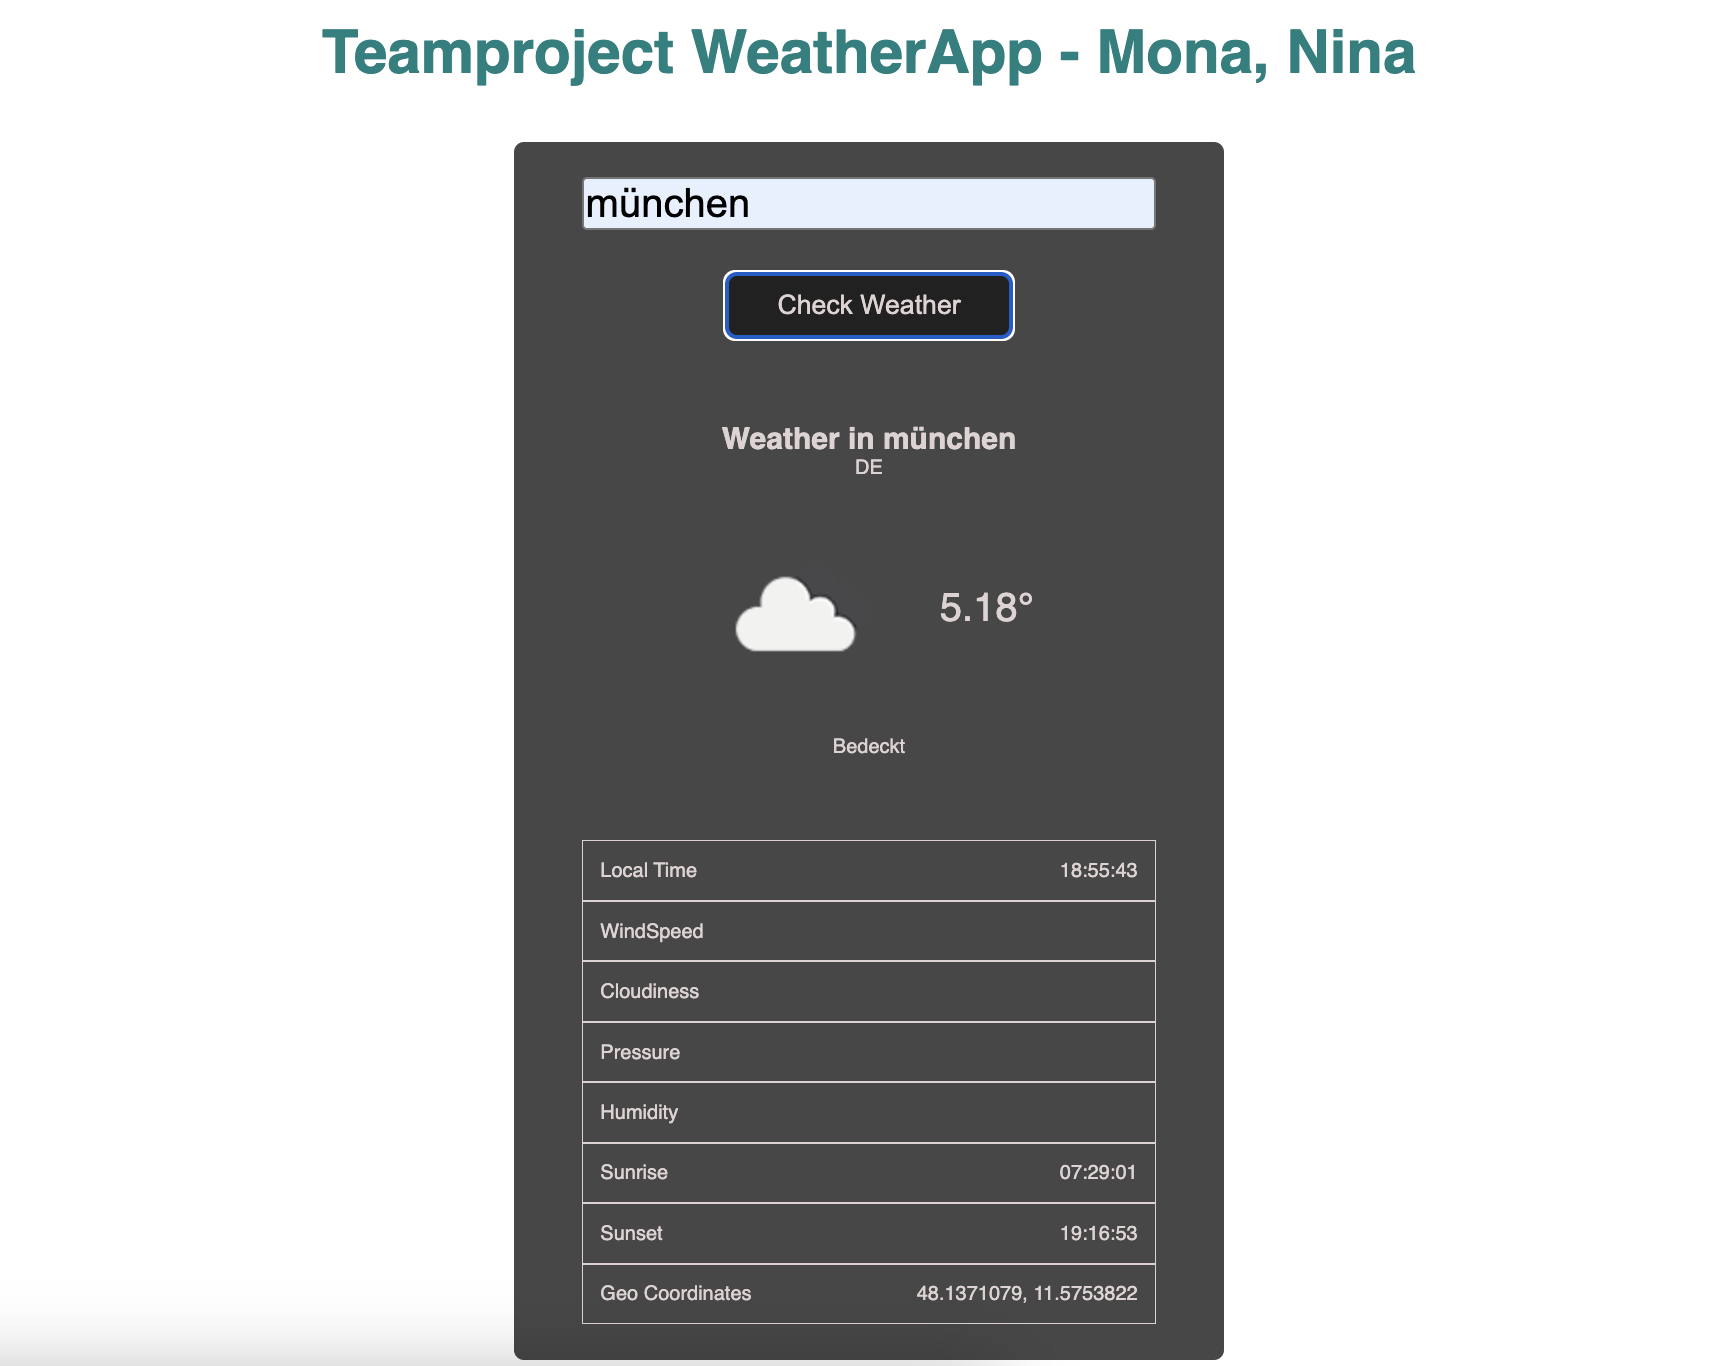 Teamproject WeatherApp - Mona, Nina
münchen
Check Weather
Weather in münchen
DE
5.18°
Bedeckt
Local Time 18:55:43
WindSpeed
Cloudiness
Pressure
Humidity
Sunrise 07:29:01
Sunset 19:16:53
Geo Coordinates 48.1371079, 11.5753822